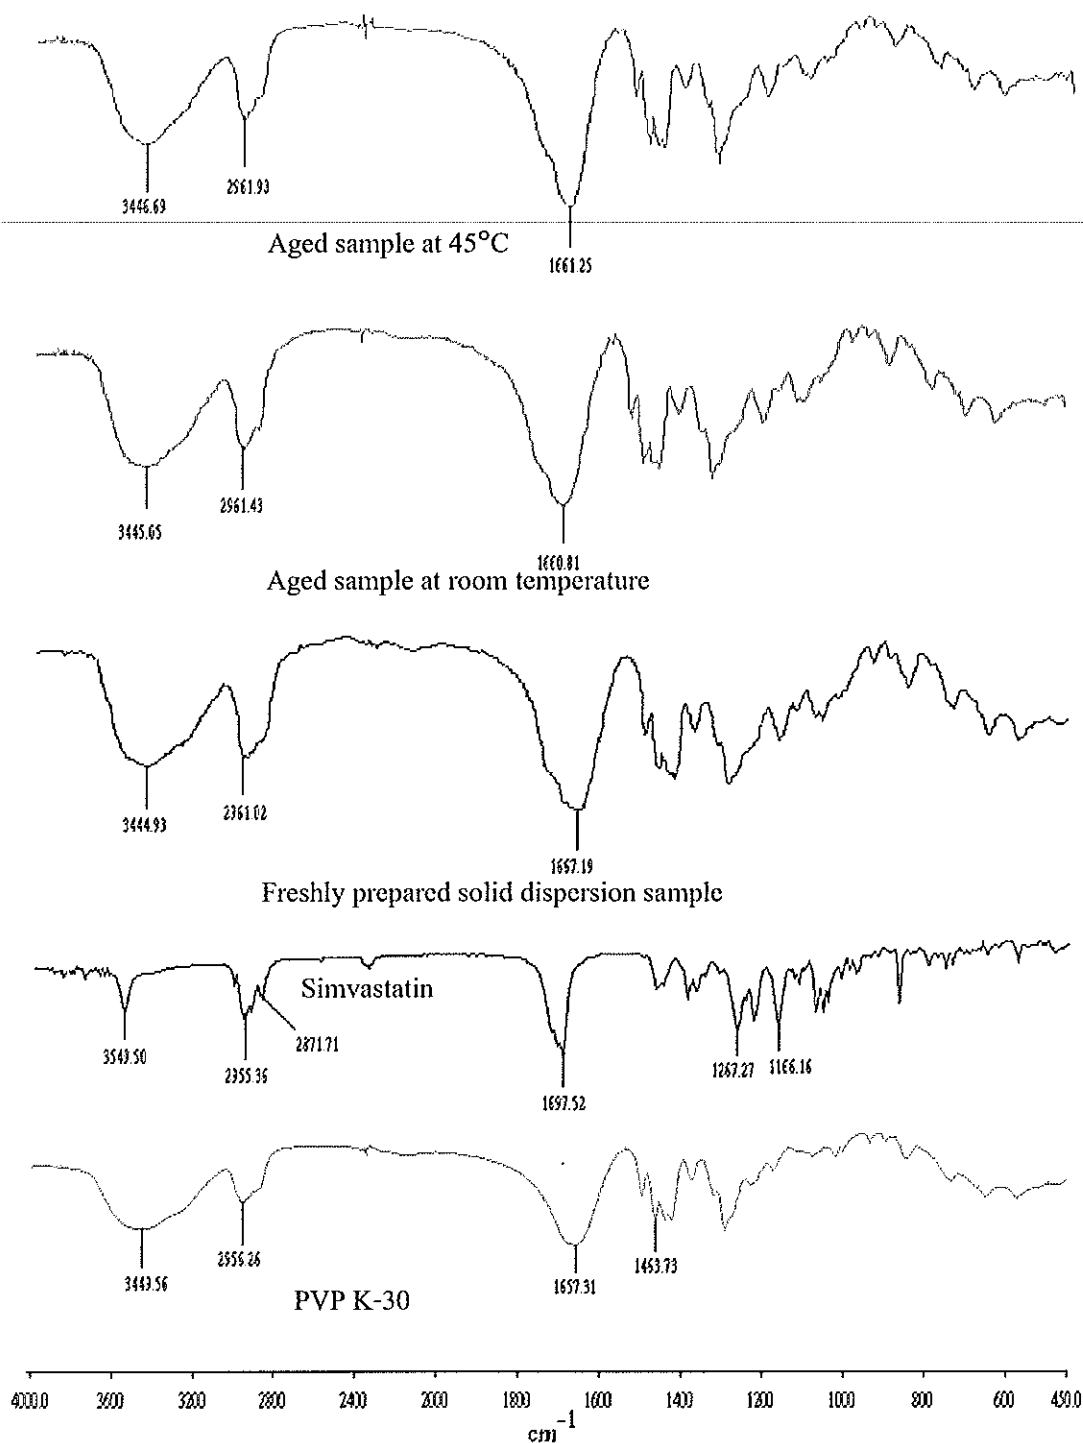 2961.93
3446.69
Aged sample at 45°C
1661.25
2961.43
3445.65
1660.81
Aged sample at room temperature
2961.02
3444.93
1657.19
Freshly prepared solid dispersion sample
Simvastatin
2871.71
3549.50
2955.36
1267.27
1166.16
1697.52
2956.26
1463.73
1657.31
PVP K-30
4000.0 3600 3200 2800 2400 2000 1800 1600 1400 1200 1000 800 600 450.0
cm-1